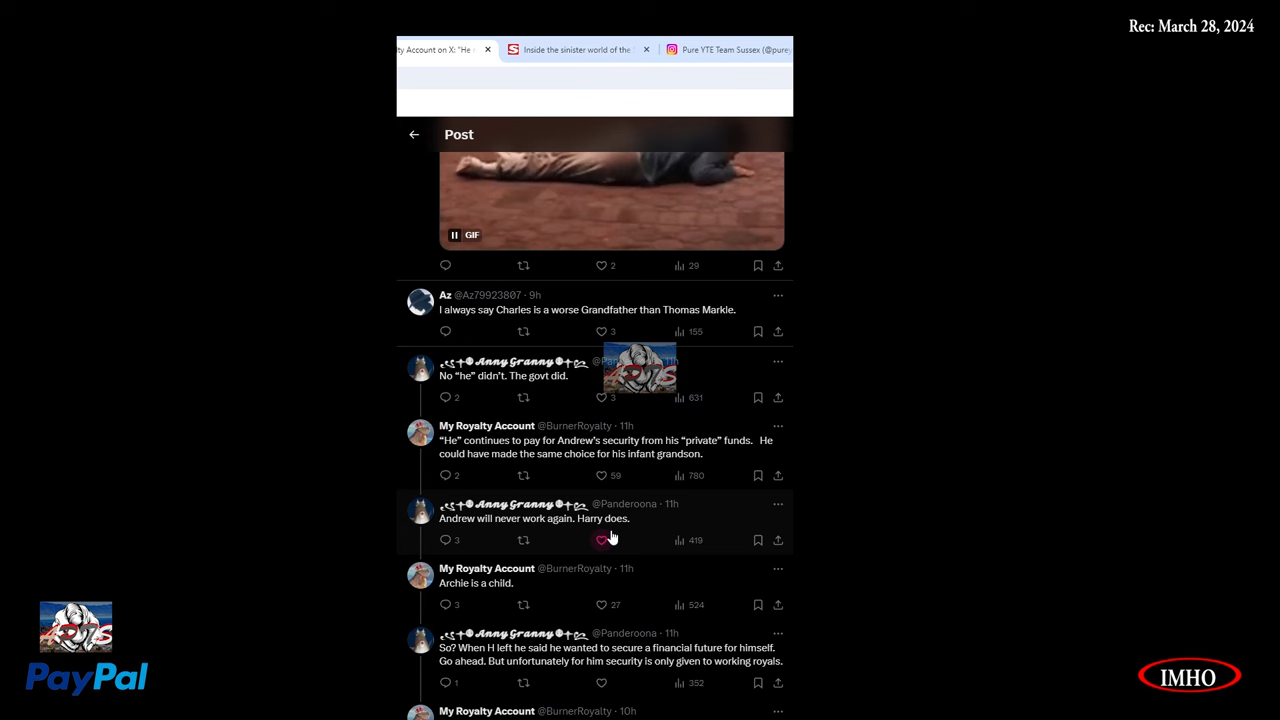 Rec: March 28, 2024
lty Account on X: "He
Inside the sinister world of the
Pure YTE Team Sussex (@purey
Post
GIF
2
29
Az @Az79923807 · 9h
I always say Charles is a worse Grandfather than Thomas Markle.
3
155
Anny Granny
11h
No “he” didn’t. The govt did.
2
3
631
My Royalty Account @BurnerRoyalty · 11h
“He” continues to pay for Andrew’s security from his “private” funds. He
could have made the same choice for his infant grandson.
2
59
780
Anny Granny @Panderoona · 11h
Andrew will never work again. Harry does.
3
419
My Royalty Account @BurnerRoyalty · 11h
Archie is a child.
3
27
524
Anny Granny @Panderoona · 11h
So? When H left he said he wanted to secure a financial future for himself.
Go ahead. But unfortunately for him security is only given to working royals.
1
352
My Royalty Account @BurnerRoyalty · 10h
PayPal
IMHO